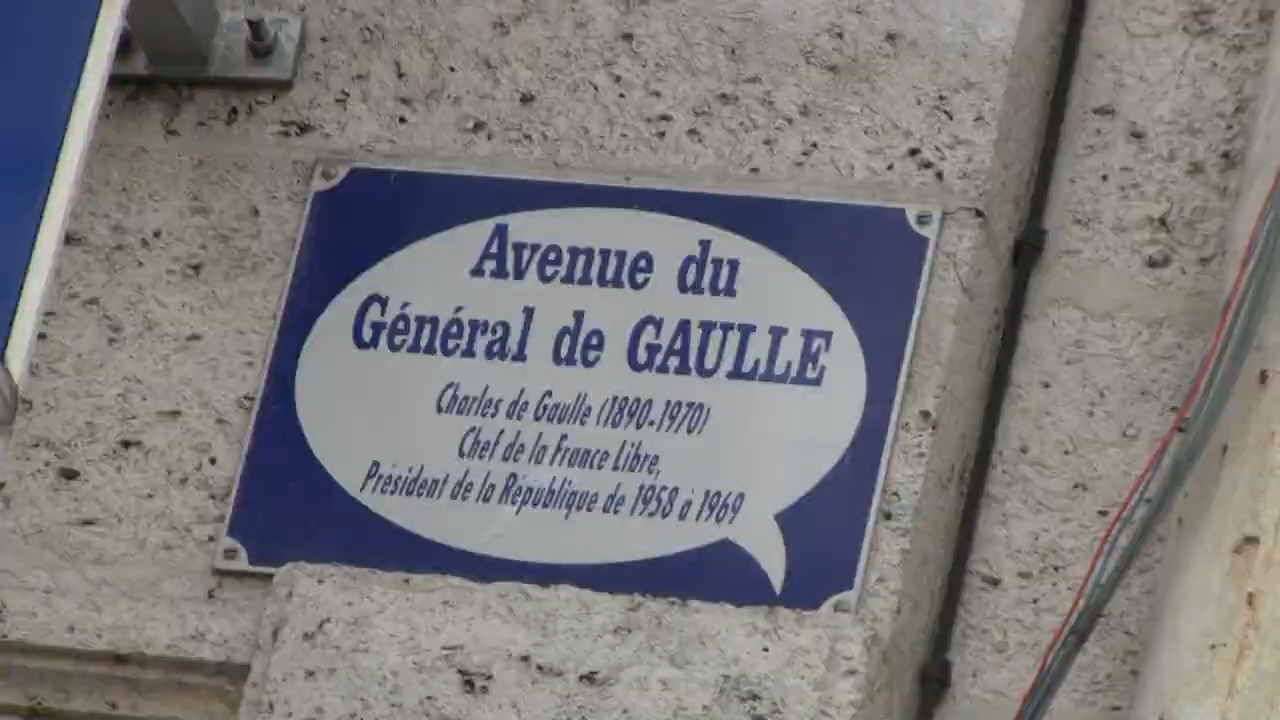 Avenue du
Général de GAULLE
Charles de Gaulle (1890-1970)
Chef de la France Libre,
Président de la République de 1958 à 1969